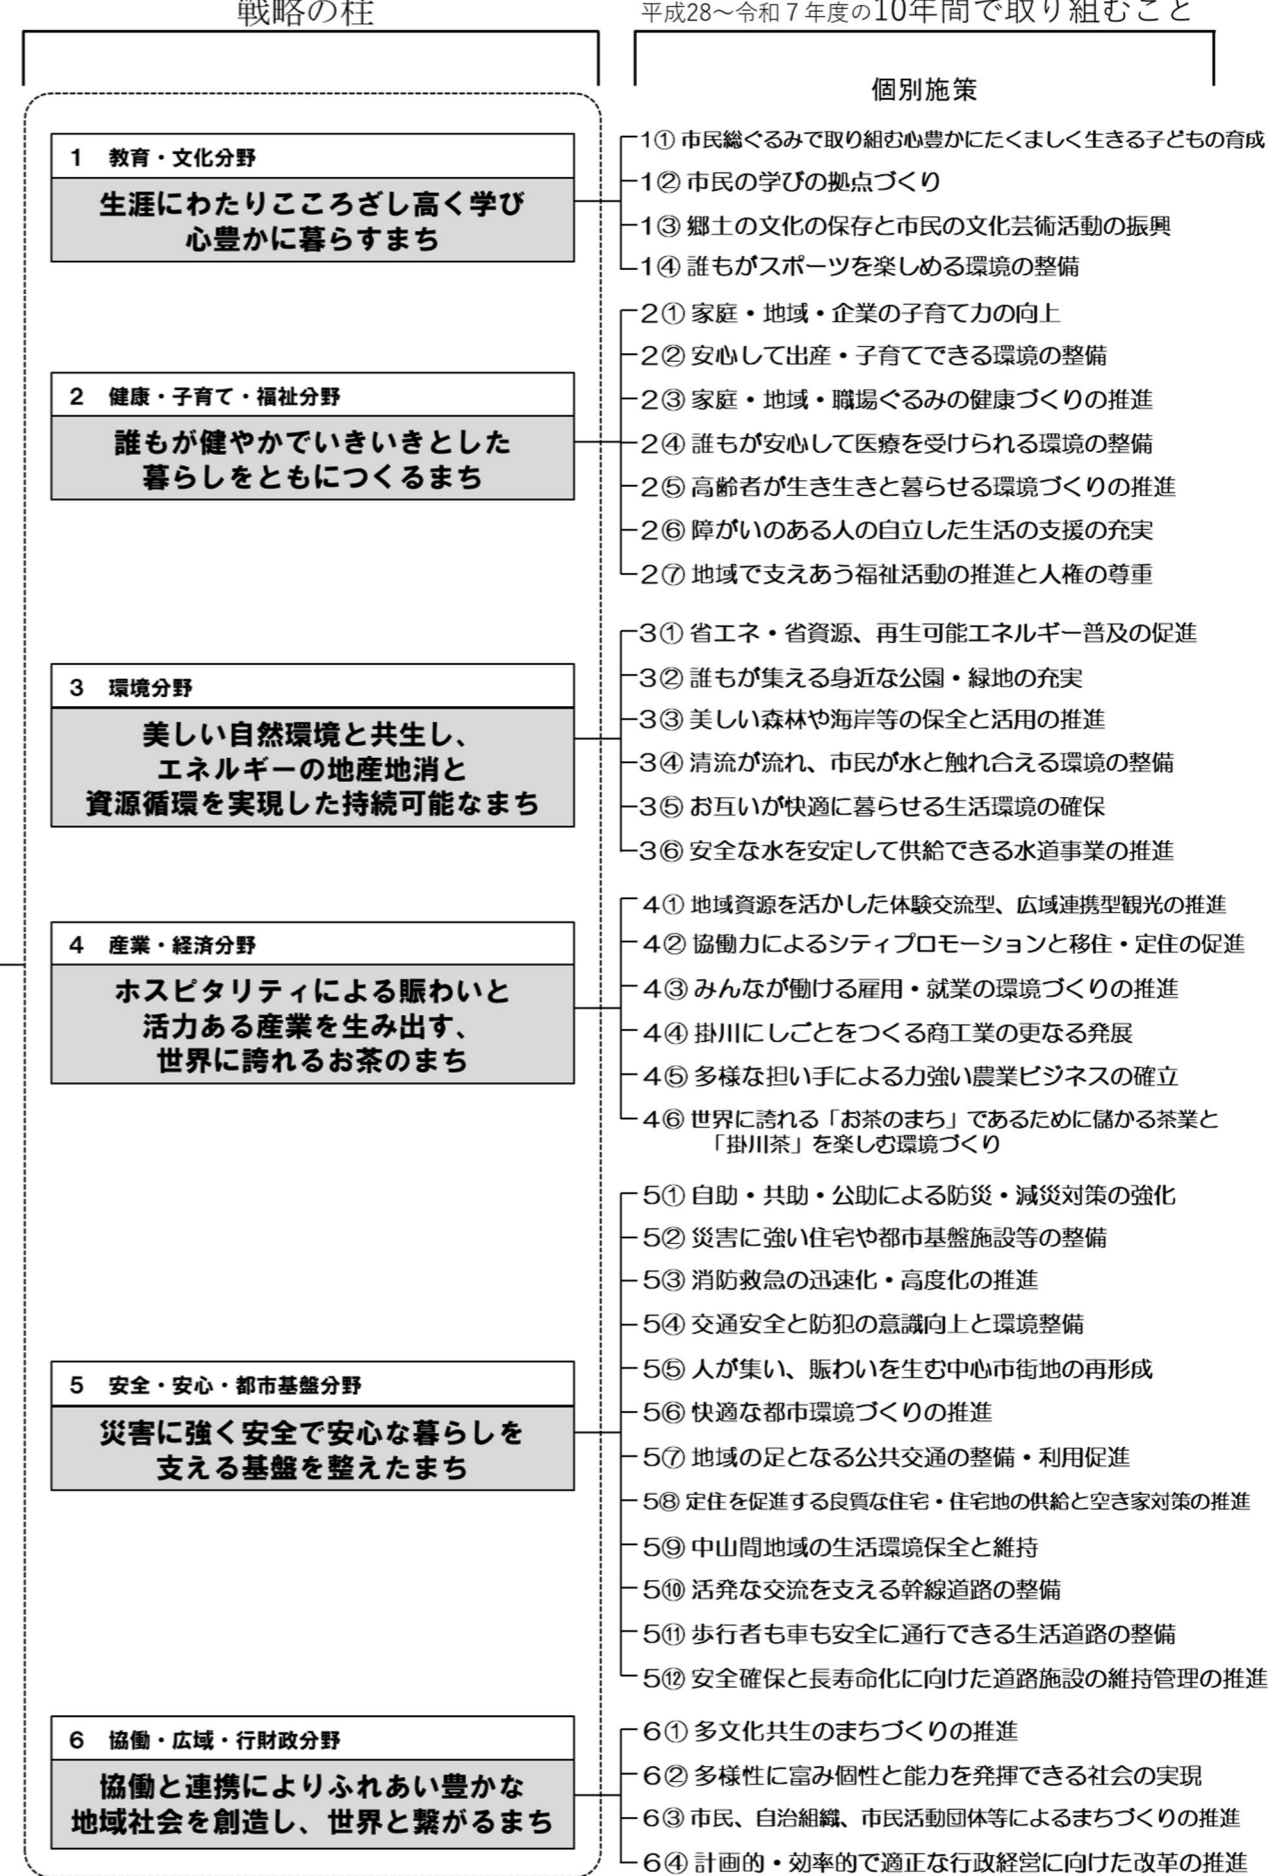 戦略の柱
平成28～令和７年度の10年間で取り組むこと
個別施策
1 教育・文化分野
生涯にわたりこころざし高く学び
心豊かに暮らすまち
1① 市民総ぐるみで取り組む心豊かにたくましく生きる子どもの育成
1② 市民の学びの拠点づくり
1③ 郷土の文化の保存と市民の文化芸術活動の振興
1④ 誰もがスポーツを楽しめる環境の整備
2 健康・子育て・福祉分野
誰もが健やかでいきいきとした
暮らしをともにつくるまち
2① 家庭・地域・企業の子育て力の向上
2② 安心して出産・子育てできる環境の整備
2③ 家庭・地域・職場ぐるみの健康づくりの推進
2④ 誰もが安心して医療を受けられる環境の整備
2⑤ 高齢者が生き生きと暮らせる環境づくりの推進
2⑥ 障がいのある人の自立した生活の支援の充実
2⑦ 地域で支えあう福祉活動の推進と人権の尊重
3 環境分野
美しい自然環境と共生し、
エネルギーの地産地消と
資源循環を実現した持続可能なまち
3① 省エネ・省資源、再生可能エネルギー普及の促進
3② 誰もが集える身近な公園・緑地の充実
3③ 美しい森林や海岸等の保全と活用の推進
3④ 清流が流れ、市民が水と触れ合える環境の整備
3⑤ お互いが快適に暮らせる生活環境の確保
3⑥ 安全な水を安定して供給できる水道事業の推進
4 産業・経済分野
ホスピタリティによる賑わいと
活力ある産業を生み出す、
世界に誇れるお茶のまち
4① 地域資源を活かした体験交流型、広域連携型観光の推進
4② 協働力によるシティプロモーションと移住・定住の促進
4③ みんなが働ける雇用・就業の環境づくりの推進
4④ 掛川にしごとをつくる商工業の更なる発展
4⑤ 多様な担い手による力強い農業ビジネスの確立
4⑥ 世界に誇れる「お茶のまち」であるために儲かる茶業と
「掛川茶」を楽しむ環境づくり
5 安全・安心・都市基盤分野
災害に強く安全で安心な暮らしを
支える基盤を整えたまち
5① 自助・共助・公助による防災・減災対策の強化
5② 災害に強い住宅や都市基盤施設等の整備
5③ 消防救急の迅速化・高度化の推進
5④ 交通安全と防犯の意識向上と環境整備
5⑤ 人が集い、賑わいを生む中心市街地の再形成
5⑥ 快適な都市環境づくりの推進
5⑦ 地域の足となる公共交通の整備・利用促進
5⑧ 定住を促進する良質な住宅・住宅地の供給と空き家対策の推進
5⑨ 中山間地域の生活環境保全と維持
5⑩ 活発な交流を支える幹線道路の整備
5⑪ 歩行者も車も安全に通行できる生活道路の整備
5⑫ 安全確保と長寿命化に向けた道路施設の維持管理の推進
6 協働・広域・行財政分野
協働と連携によりふれあい豊かな
地域社会を創造し、世界と繋がるまち
6① 多文化共生のまちづくりの推進
6② 多様性に富み個性と能力を発揮できる社会の実現
6③ 市民、自治組織、市民活動団体等によるまちづくりの推進
6④ 計画的・効率的で適正な行政経営に向けた改革の推進